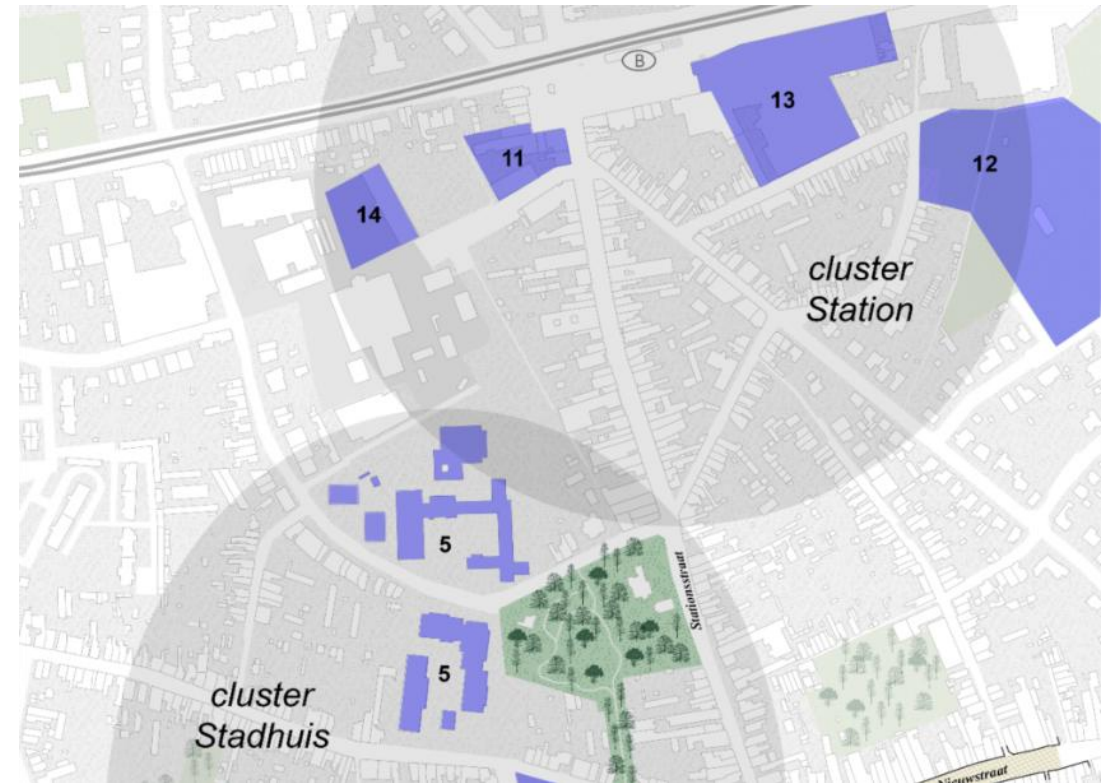 B
13
11
12
14
cluster
Station
5
Stationsstraat
5
cluster
Stadhuis
Nieuwstraat